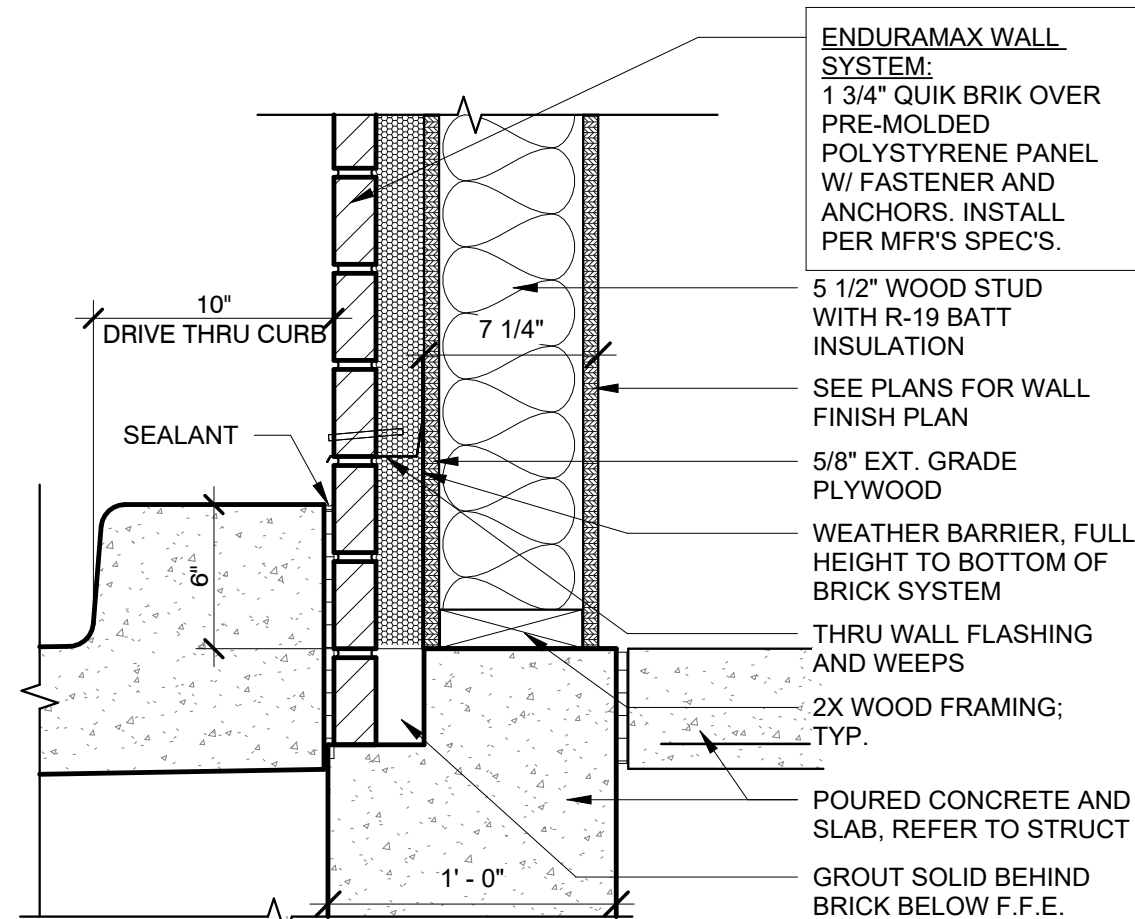 ENDURAMAX WALL
SYSTEM:
1 3/4" QUIK BRIK OVER
PRE-MOLDED
POLYSTYRENE PANEL
W/ FASTENER AND
ANCHORS. INSTALL
PER MFR'S SPEC'S.
5 1/2" WOOD STUD
WITH R-19 BATT
INSULATION
10"
DRIVE THRU CURB
7 1/4"
SEE PLANS FOR WALL
FINISH PLAN
SEALANT
5/8" EXT. GRADE
PLYWOOD
WEATHER BARRIER, FULL
HEIGHT TO BOTTOM OF
BRICK SYSTEM
6"
THRU WALL FLASHING
AND WEEPS
2X WOOD FRAMING;
TYP.
POURED CONCRETE AND
SLAB, REFER TO STRUCT
1' - 0"
GROUT SOLID BEHIND
BRICK BELOW F.F.E.